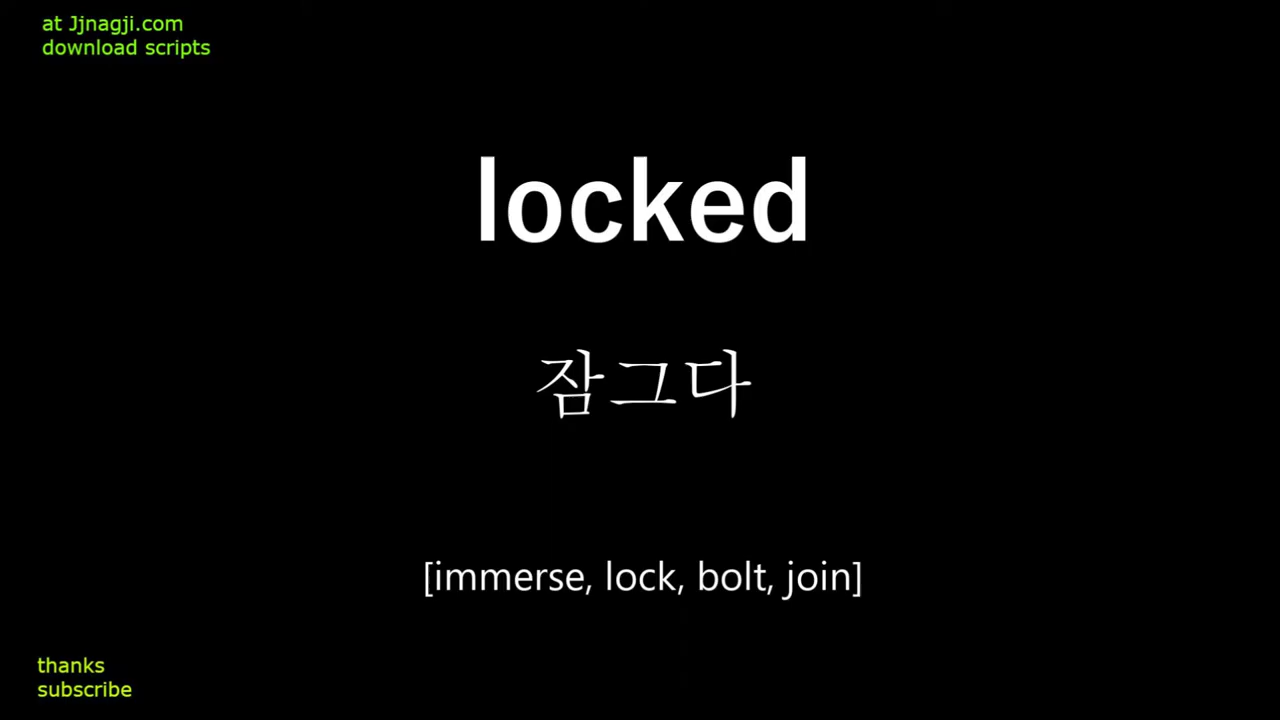 at Jjnagji.com
download scripts
locked
잠그다
[immerse, lock, bolt, join]
thanks
subscribe